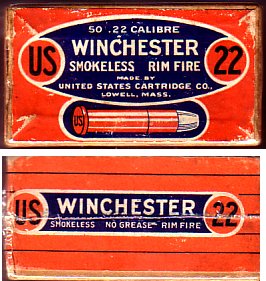 50 .22 CALIBRE
WINCHESTER
US SMOKELESS RIM FIRE 22
MADE BY
UNITED STATES CARTRIDGE CO.,
LOWELL, MASS.
US
US WINCHESTER 22
SMOKELESS NO GREASE RIM FIRE